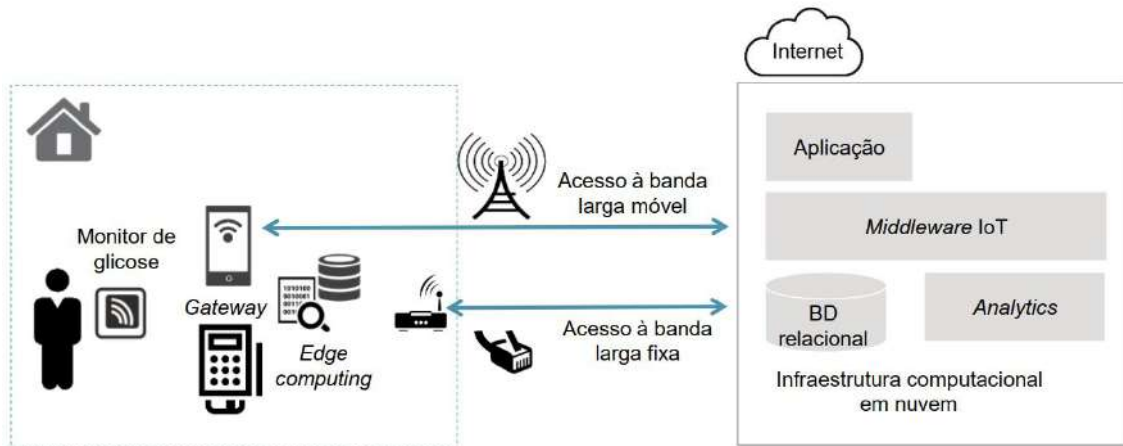 Internet
Acesso à banda
larga móvel
Aplicação
Middleware IoT
Monitor de
glicose
Gateway
Edge
computing
Acesso à banda
larga fixa
BD
relacional
Analytics
Infraestrutura computacional
em nuvem